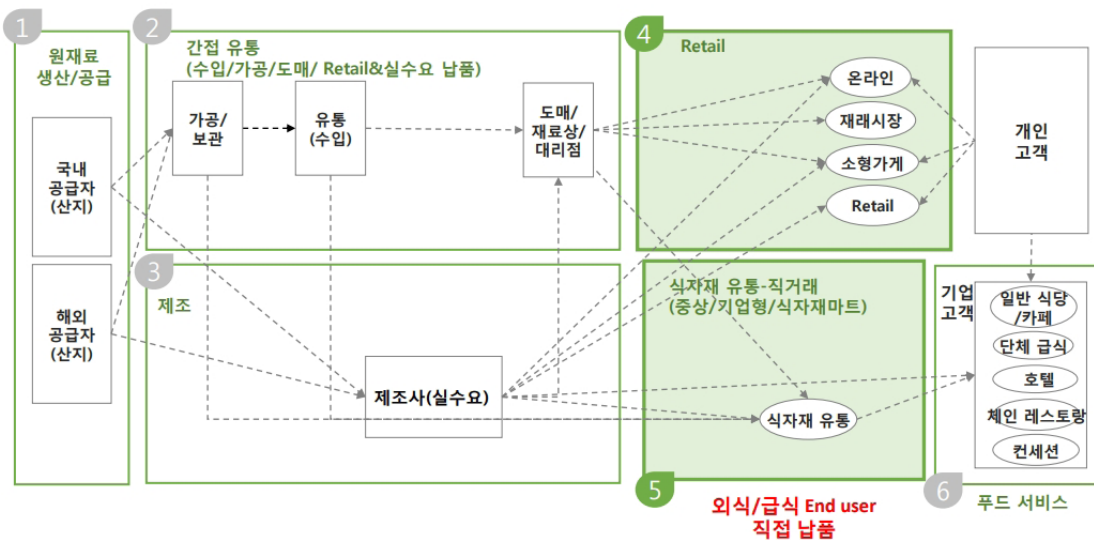 1
원재료
생산/공급
국내
공급자
(산지)
해외
공급자
(산지)
2
간접 유통
(수입/가공/도매/ Retail&실수요 납품)
가공/
보관
유통
(수입)
도매/
재료상/
대리점
3
제조
제조사(실수요)
4
Retail
온라인
재래시장
소형가게
Retail
개인
고객
식자재 유통-직거래
(중상/기업형/식자재마트)
식자재 유통
5
외식/급식 End user
직접 납품
기업
고객
일반 식당
/카페
단체 급식
호텔
체인 레스토랑
컨세션
6
푸드 서비스